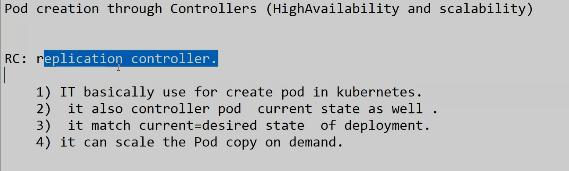 Pod creation through Controllers (HighAvailability and scalability)
RC: replication controller.
1) IT basically use for create pod in kubernetes.
2) it also controller pod current state as well .
3) it match current=desired state of deployment.
4) it can scale the Pod copy on demand.